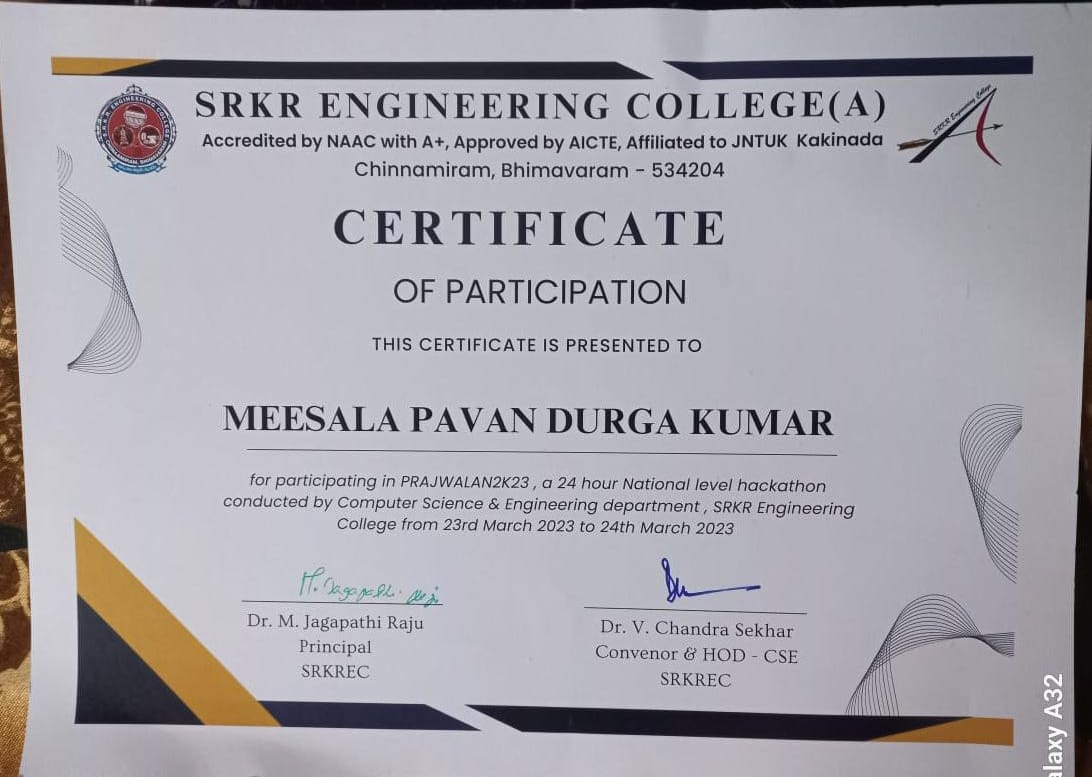 SRKR ENGINEERING COLLEGE(A)
Accredited by NAAC with A+, Approved by AICTE, Affiliated to JNTUK Kakinada
Chinnamiram, Bhimavaram - 534204
SRKR Engineering College
CERTIFICATE
OF PARTICIPATION
THIS CERTIFICATE IS PRESENTED TO
MEESALA PAVAN DURGA KUMAR
for participating in PRAJWALAN2K23 , a 24 hour National level hackathon
conducted by Computer Science & Engineering department , SRKR Engineering
College from 23rd March 2023 to 24th March 2023
Dr. M. Jagapathi Raju
Principal
SRKREC
Dr. V. Chandra Sekhar
Convenor & HOD - CSE
SRKREC
alaxy A32